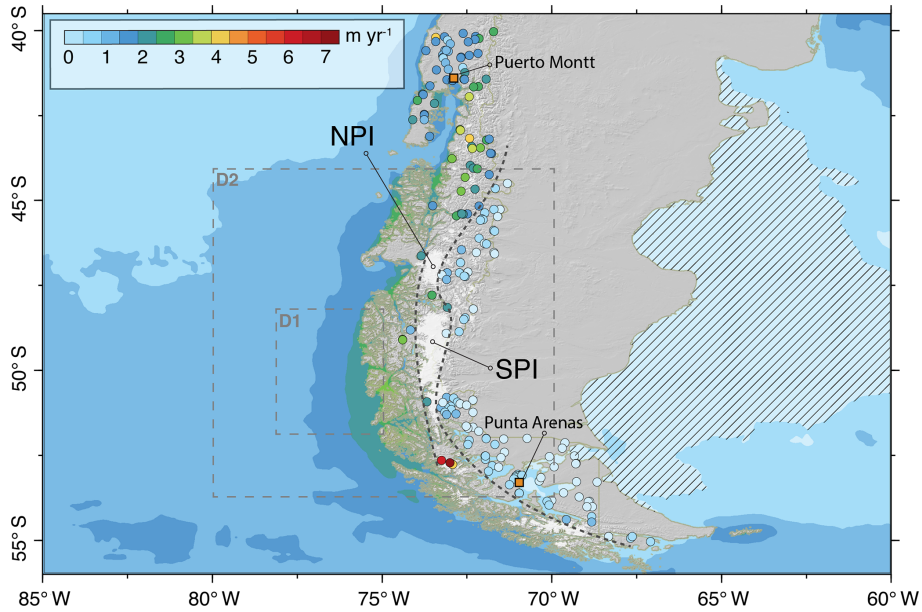 40° S
45° S
50° S
55° S
m yr⁻¹
0 1 2 3 4 5 6 7
Puerto Montt
NPI
D2
D1
SPI
Punta Arenas
85° W 80° W 75° W 70° W 65° W 60° W